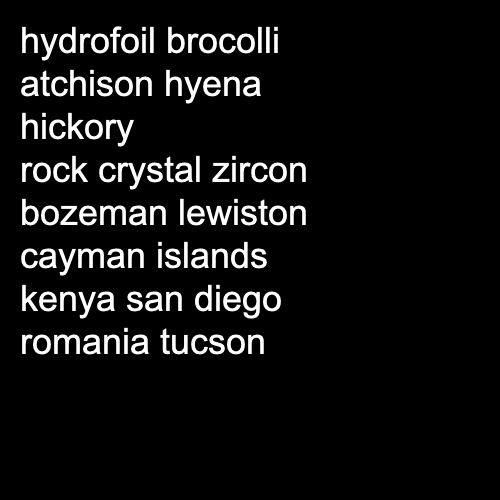 hydrofoil brocolli
atchison hyena
hickory
rock crystal zircon
bozeman lewiston
cayman islands
kenya san diego
romania tucson